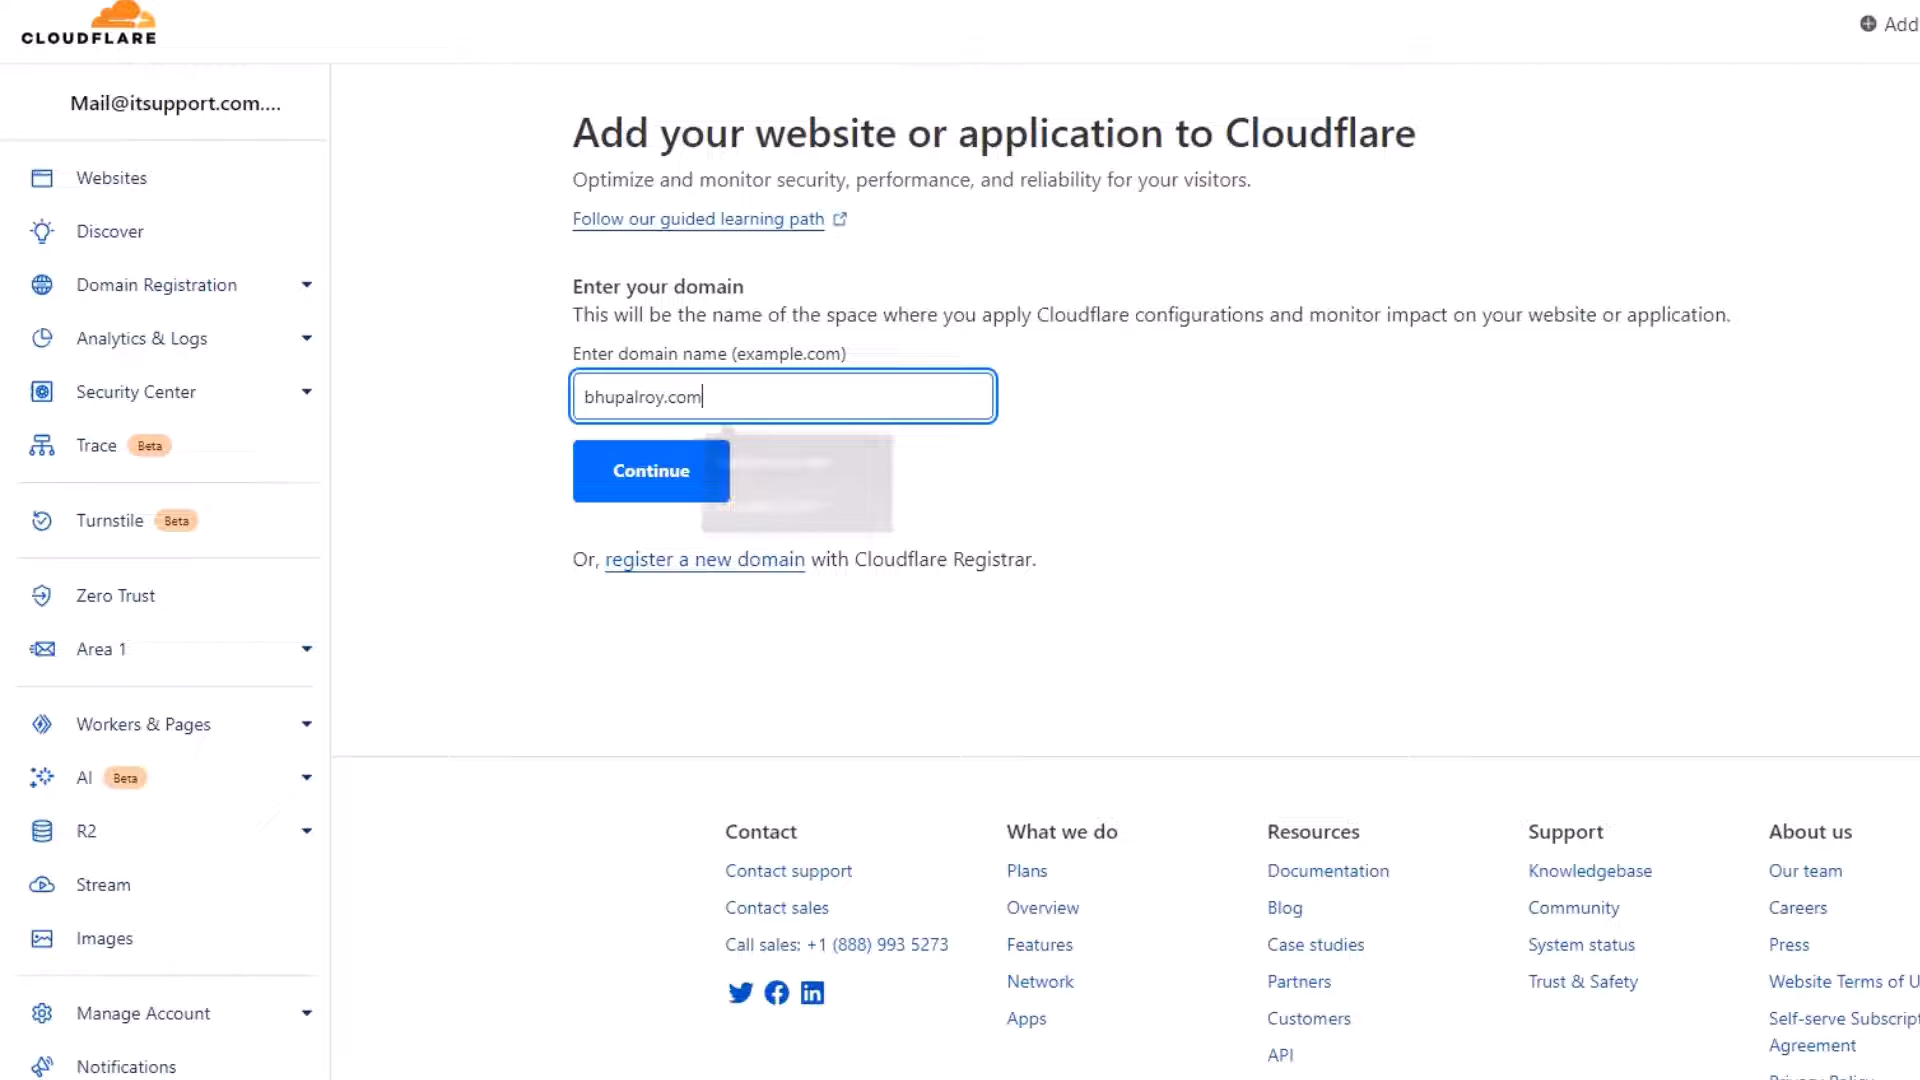 CLOUDFLARE
Add
Mail@itsupport.com....
Websites
Discover
Domain Registration
Analytics & Logs
Security Center
Trace Beta
Turnstile Beta
Zero Trust
Area 1
Workers & Pages
AI Beta
R2
Stream
Images
Manage Account
Notifications
Add your website or application to Cloudflare
Optimize and monitor security, performance, and reliability for your visitors.
Follow our guided learning path
Enter your domain
This will be the name of the space where you apply Cloudflare configurations and monitor impact on your website or application.
Enter domain name (example.com)
bhupalroy.com
Continue
Or, register a new domain with Cloudflare Registrar.
Contact
Contact support
Contact sales
Call sales: +1 (888) 993 5273
What we do
Plans
Overview
Features
Network
Apps
Resources
Documentation
Blog
Case studies
Partners
Customers
API
Support
Knowledgebase
Community
System status
Trust & Safety
About us
Our team
Careers
Press
Website Terms of U
Self-serve Subscript
Agreement